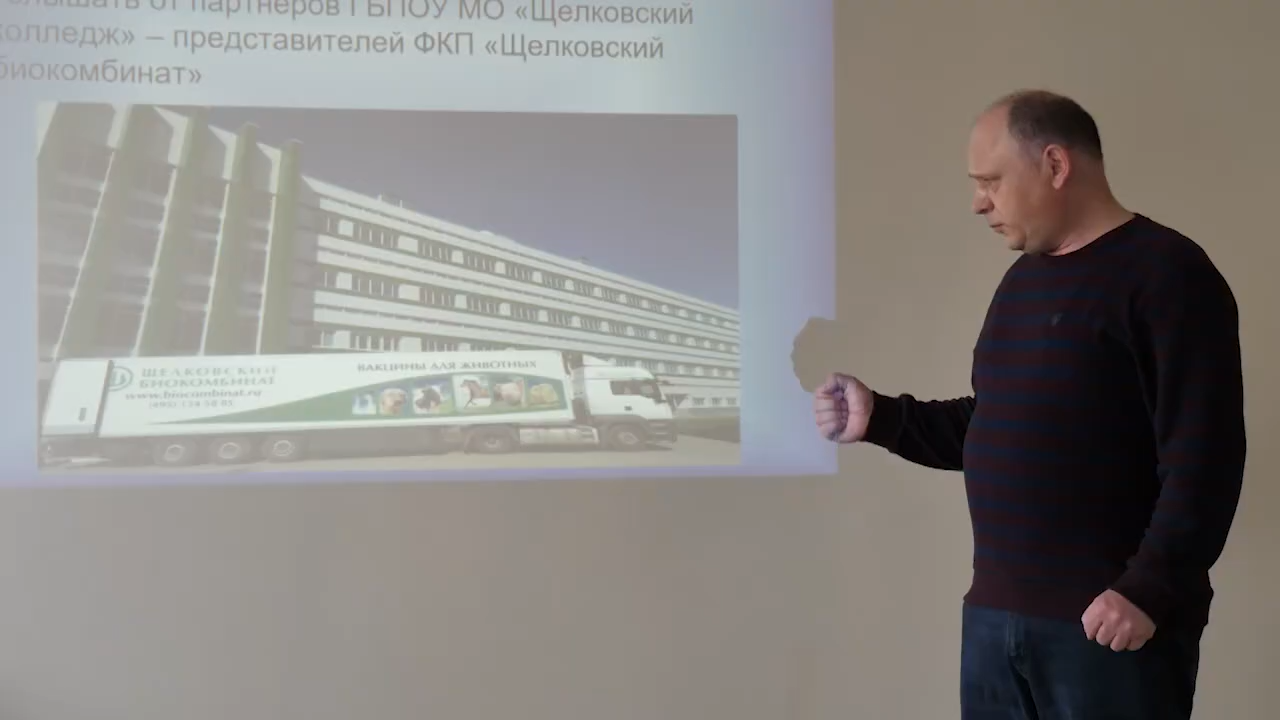 слышать от партнеров ГБПОУ МО «Щелковский
колледж» – представителей ФКП «Щелковский
биокомбинат»
ЩЕЛКОВСКИЙ
БИОКОМБИНАТ
www.biocombinat.ru
ВАКЦИНЫ ДЛЯ ЖИВОТНЫХ